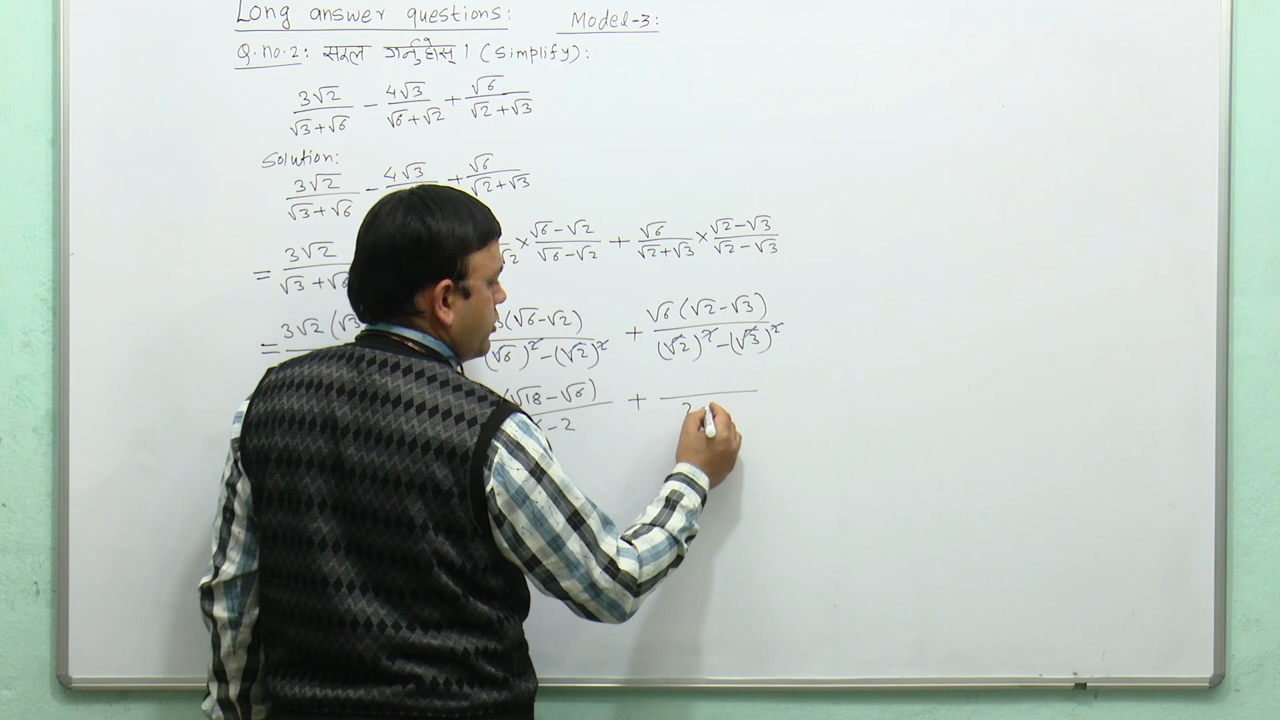 Long answer questions: Model-3:
Q.no.2: सरल गर्नुहोस् । (Simplify):
3√2/(√3+√6) − 4√3/(√6+√2) + √6/(√2+√3)
Solution:
3√2/(√3+√6) − 4√3 + √6/(√2+√3)
= 3√2/(√3+√6 √2 × (√6−√2)/(√6−√2) + √6/(√2+√3) × (√2−√3)/(√2−√3)
= 3√2(√3 (√6−√2)/((√6)²−(√2)²) + √6(√2−√3)/((√2)²−(√3)²)
(√18−√6)/ −2 + /2